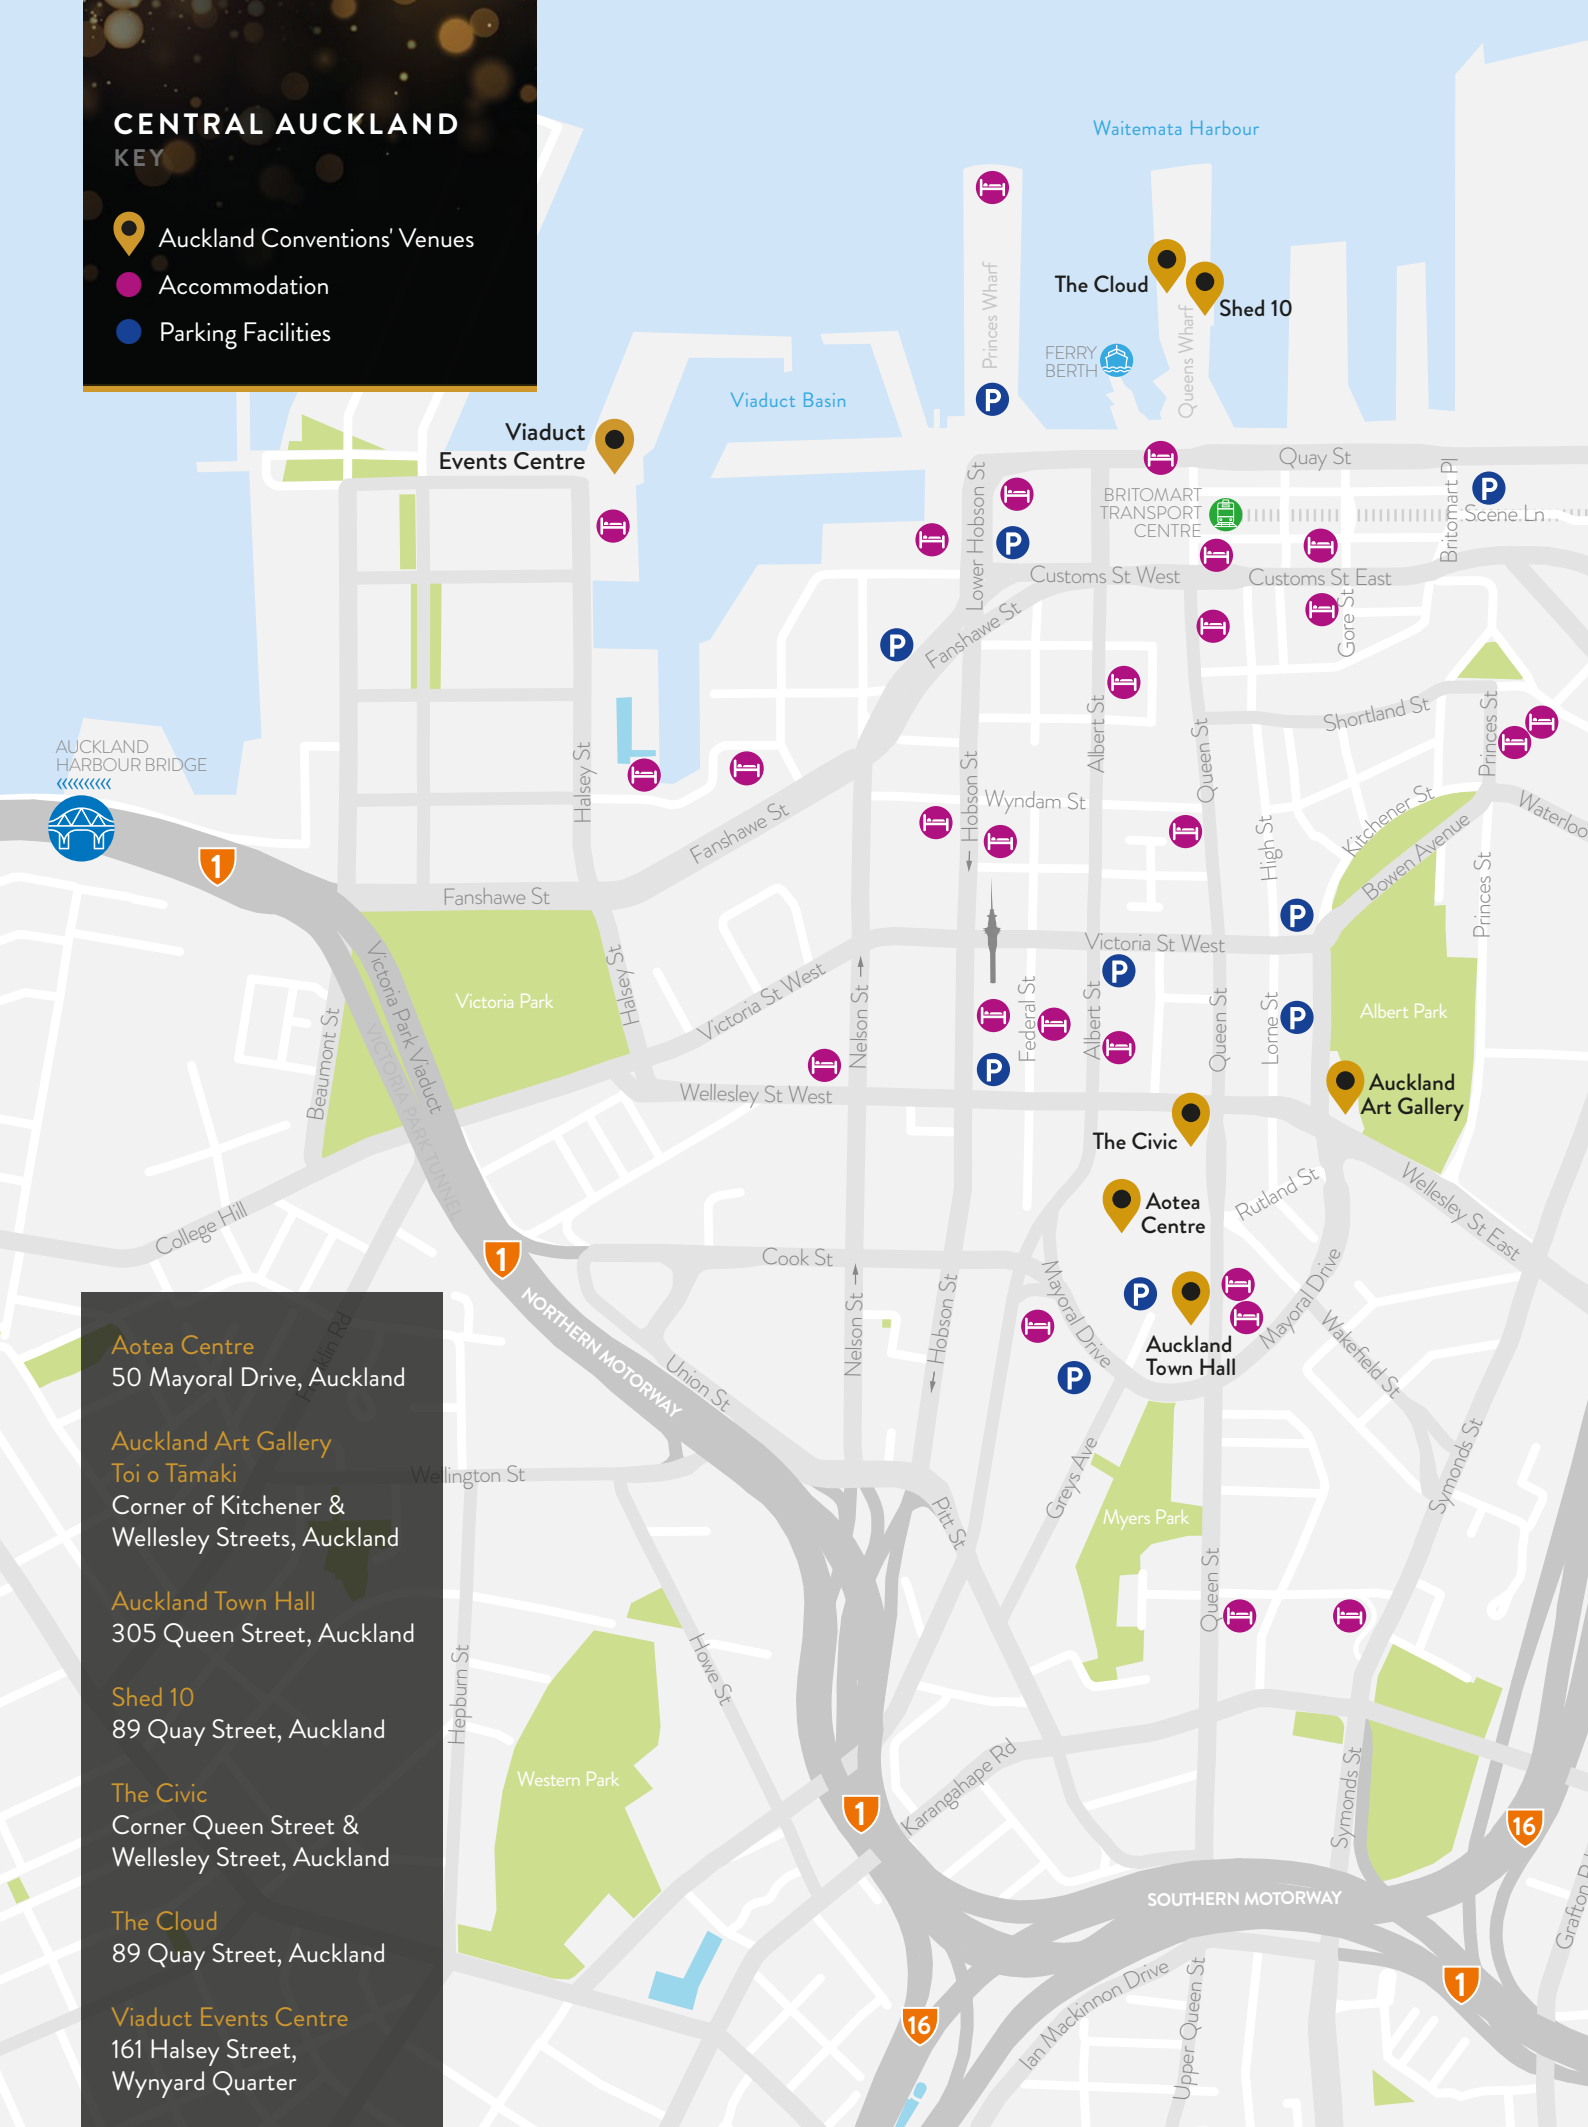 CENTRAL AUCKLAND
KEY
Auckland Conventions' Venues
Accommodation
Parking Facilities
Waitemata Harbour
Princes Wharf
The Cloud
Shed 10
Queens Wharf
FERRY
BERTH
P
Viaduct Basin
Viaduct
Events Centre
Quay St
Lower Hobson St
BRITOMART
TRANSPORT
CENTRE
Britomart Pl
P
Scene Ln
P
Customs St West
Customs St East
Gore St
Fanshawe St
P
Albert St
Queen St
Shortland St
Princes St
AUCKLAND
HARBOUR BRIDGE
1
Halsey St
Fanshawe St
Hobson St
Wyndam St
High St
Kitchener St
Bowen Avenue
Waterloo
Princes St
Fanshawe St
P
Victoria St West
P
Victoria Park Viaduct
VICTORIA PARK TUNNEL
Victoria Park
Halsey St
Victoria St West
Nelson St
Federal St
Albert St
Queen St
Lorne St
P
Albert Park
Beaumont St
P
Wellesley St West
Auckland
Art Gallery
The Civic
Aotea
Centre
Rutland St
Wellesley St East
College Hill
1
Cook St
Nelson St
Hobson St
Mayoral Drive
P
Auckland
Town Hall
Mayoral Drive
Wakefield St
P
NORTHERN MOTORWAY
Union St
Franklin Rd
Wellington St
Pitt St
Greys Ave
Myers Park
Symonds St
Queen St
Howe St
Hepburn St
Western Park
Karangahape Rd
Symonds St
1
16
SOUTHERN MOTORWAY
Grafton R
1
16
Ian Mackinnon Drive
Upper Queen St
Aotea Centre
50 Mayoral Drive, Auckland
Auckland Art Gallery
Toi o Tāmaki
Corner of Kitchener &
Wellesley Streets, Auckland
Auckland Town Hall
305 Queen Street, Auckland
Shed 10
89 Quay Street, Auckland
The Civic
Corner Queen Street &
Wellesley Street, Auckland
The Cloud
89 Quay Street, Auckland
Viaduct Events Centre
161 Halsey Street,
Wynyard Quarter